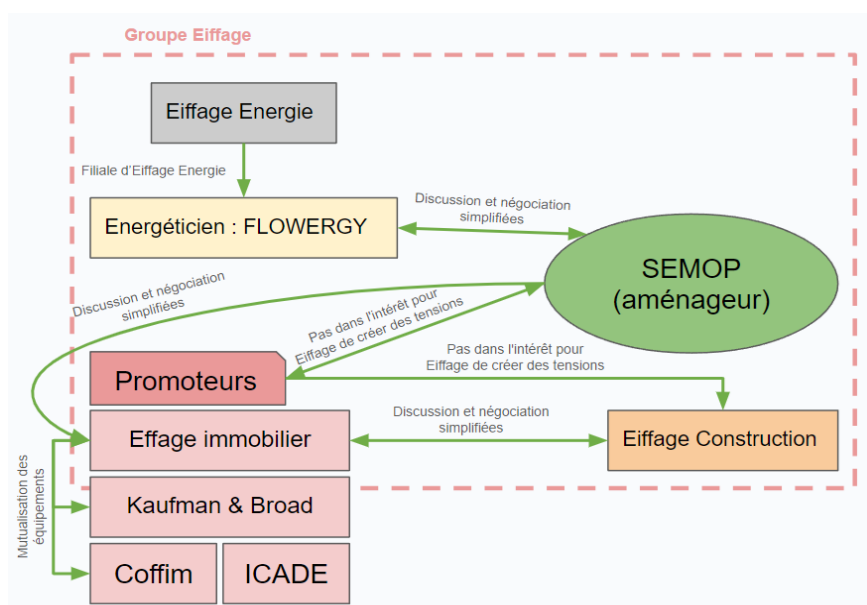 Groupe Eiffage
Eiffage Energie
Filiale d'Eiffage Energie
Energéticien : FLOWERGY
Discussion et négociation
simplifiées
SEMOP
(aménageur)
Discussion et négociation
simplifiées
Pas dans l'intérêt pour
Eiffage de créer des tensions
Pas dans l'intérêt pour
Eiffage de créer des tensions
Promoteurs
Effage immobilier
Discussion et négociation
simplifiées
Eiffage Construction
Mutualisation des
équipements
Kaufman & Broad
Coffim
ICADE